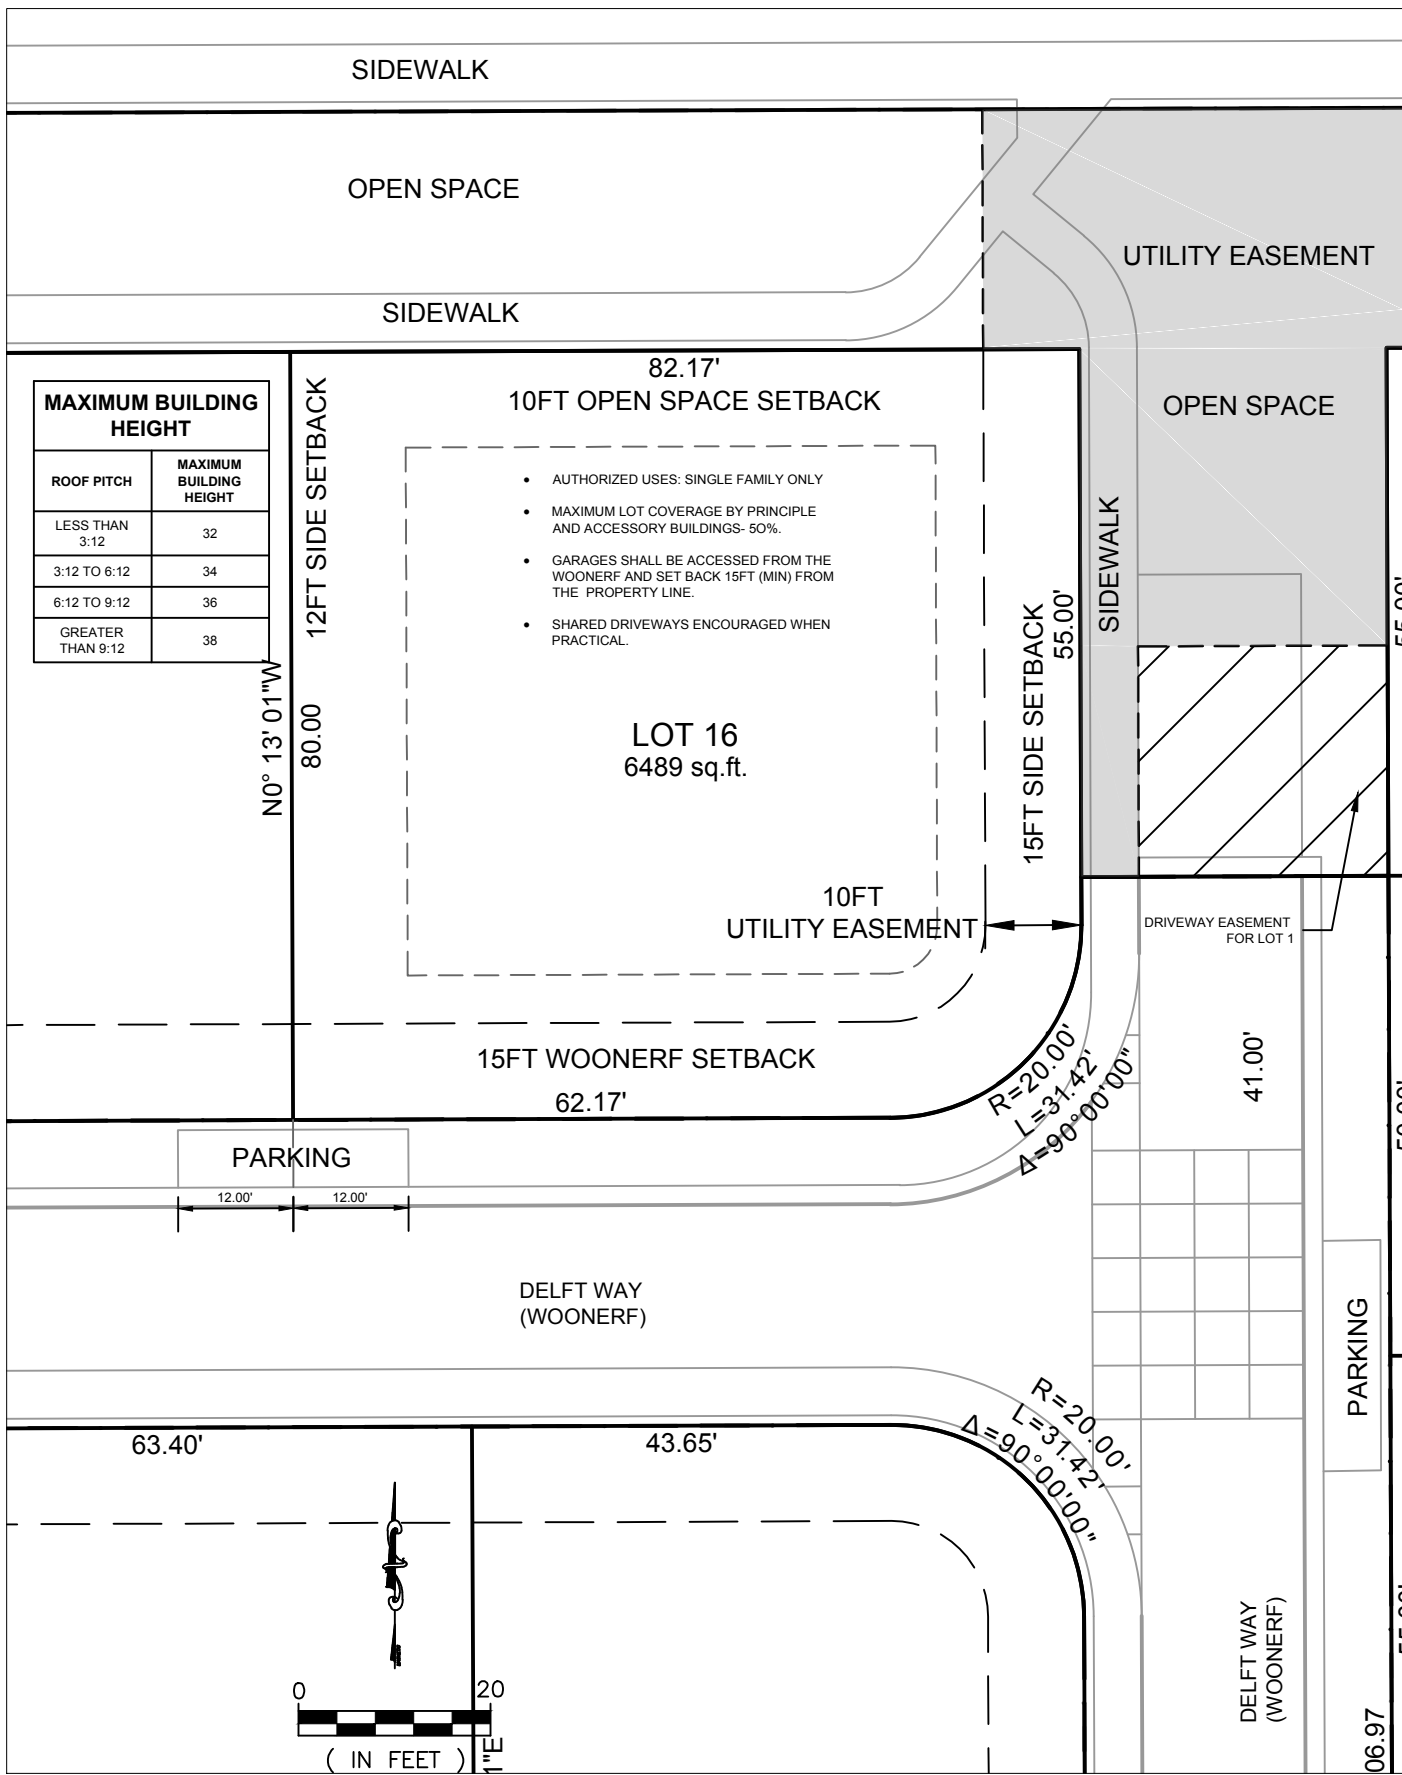 SIDEWALK
OPEN SPACE
UTILITY EASEMENT
SIDEWALK
82.17'
10FT OPEN SPACE SETBACK
OPEN SPACE
MAXIMUM BUILDING
HEIGHT
ROOF PITCH
MAXIMUM
BUILDING
HEIGHT
LESS THAN
3:12
32
3:12 TO 6:12
34
6:12 TO 9:12
36
GREATER
THAN 9:12
38
12FT SIDE SETBACK
N0° 13' 01"W
80.00
• AUTHORIZED USES: SINGLE FAMILY ONLY
• MAXIMUM LOT COVERAGE BY PRINCIPLE
AND ACCESSORY BUILDINGS- 50%.
• GARAGES SHALL BE ACCESSED FROM THE
WOONERF AND SET BACK 15FT (MIN) FROM
THE PROPERTY LINE.
• SHARED DRIVEWAYS ENCOURAGED WHEN
PRACTICAL.
LOT 16
6489 sq.ft.
15FT SIDE SETBACK
55.00'
SIDEWALK
55.00'
10FT
UTILITY EASEMENT
DRIVEWAY EASEMENT
FOR LOT 1
15FT WOONERF SETBACK
62.17'
R=20.00'
L=31.42'
Δ=90°00'00"
41.00'
PARKING
12.00'
12.00'
DELFT WAY
(WOONERF)
PARKING
R=20.00'
L=31.42'
Δ=90°00'00"
63.40'
43.65'
DELFT WAY
(WOONERF)
06.97
0
20
( IN FEET )
1"E